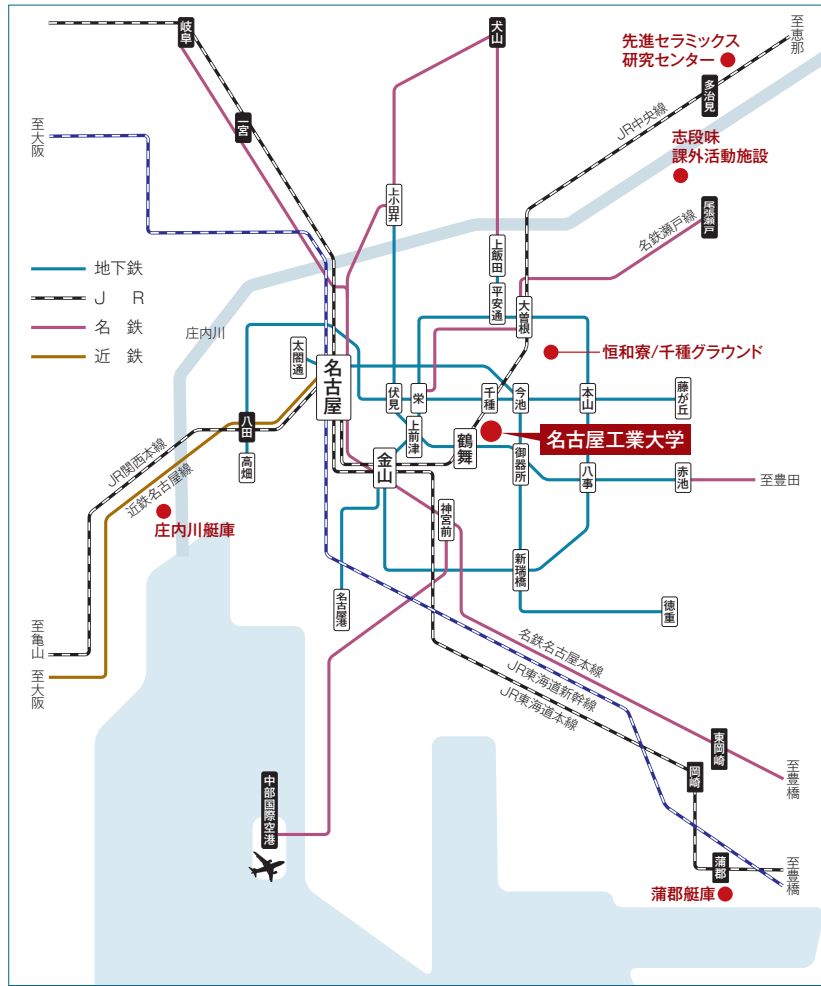 岐阜
犬山
先進セラミックス
研究センター
至恵那
多治見
至大阪
一宮
JR中央線
志段味
課外活動施設
上小田井
尾張瀬戸
名鉄瀬戸線
上飯田
地下鉄
平安通
J R
大曽根
名鉄
庄内川
近鉄
太閤通
名古屋
恒和寮/千種グラウンド
伏見
栄
千種
今池
本山
藤が丘
八田
上前津
鶴舞
名古屋工業大学
JR関西本線
高畑
金山
御器所
八事
赤池
至豊田
近鉄名古屋線
庄内川艇庫
神宮前
新瑞橋
名古屋港
徳重
至亀山
至大阪
名鉄名古屋本線
JR東海道新幹線
JR東海道本線
東岡崎
岡崎
至豊橋
中部国際空港
蒲郡
至豊橋
蒲郡艇庫